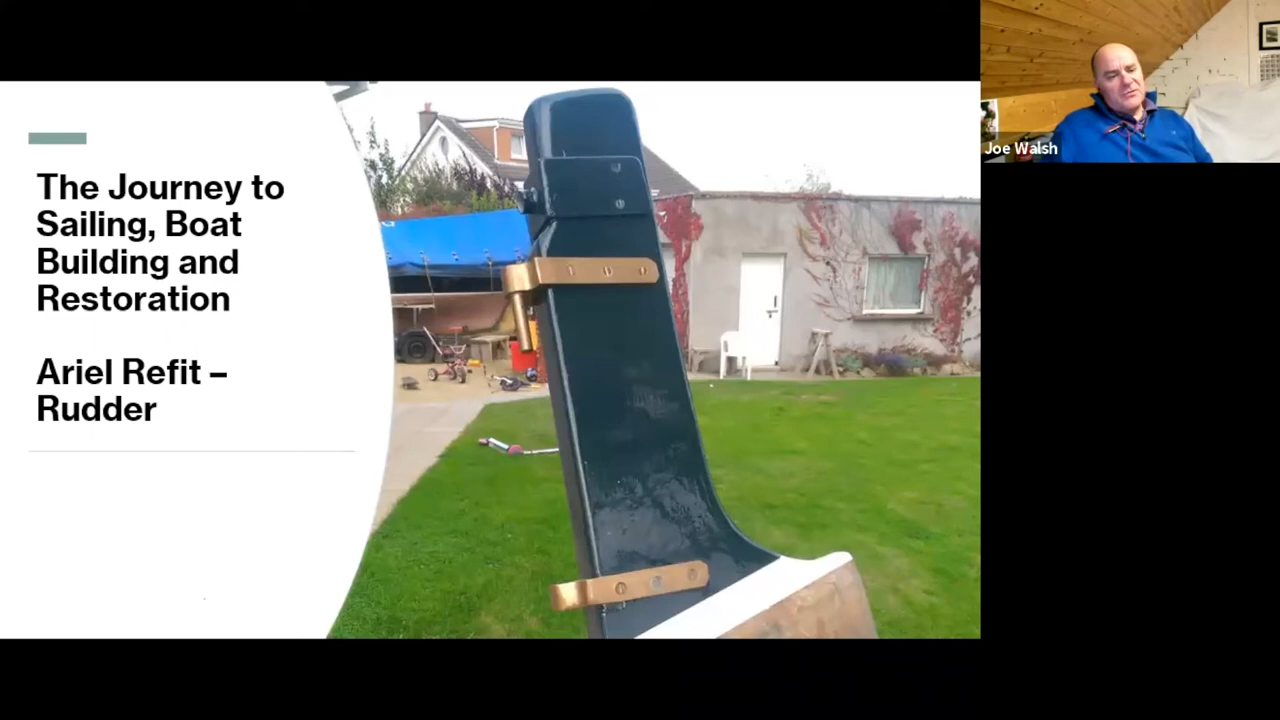 The Journey to
Sailing, Boat
Building and
Restoration
Ariel Refit –
Rudder
Joe Walsh